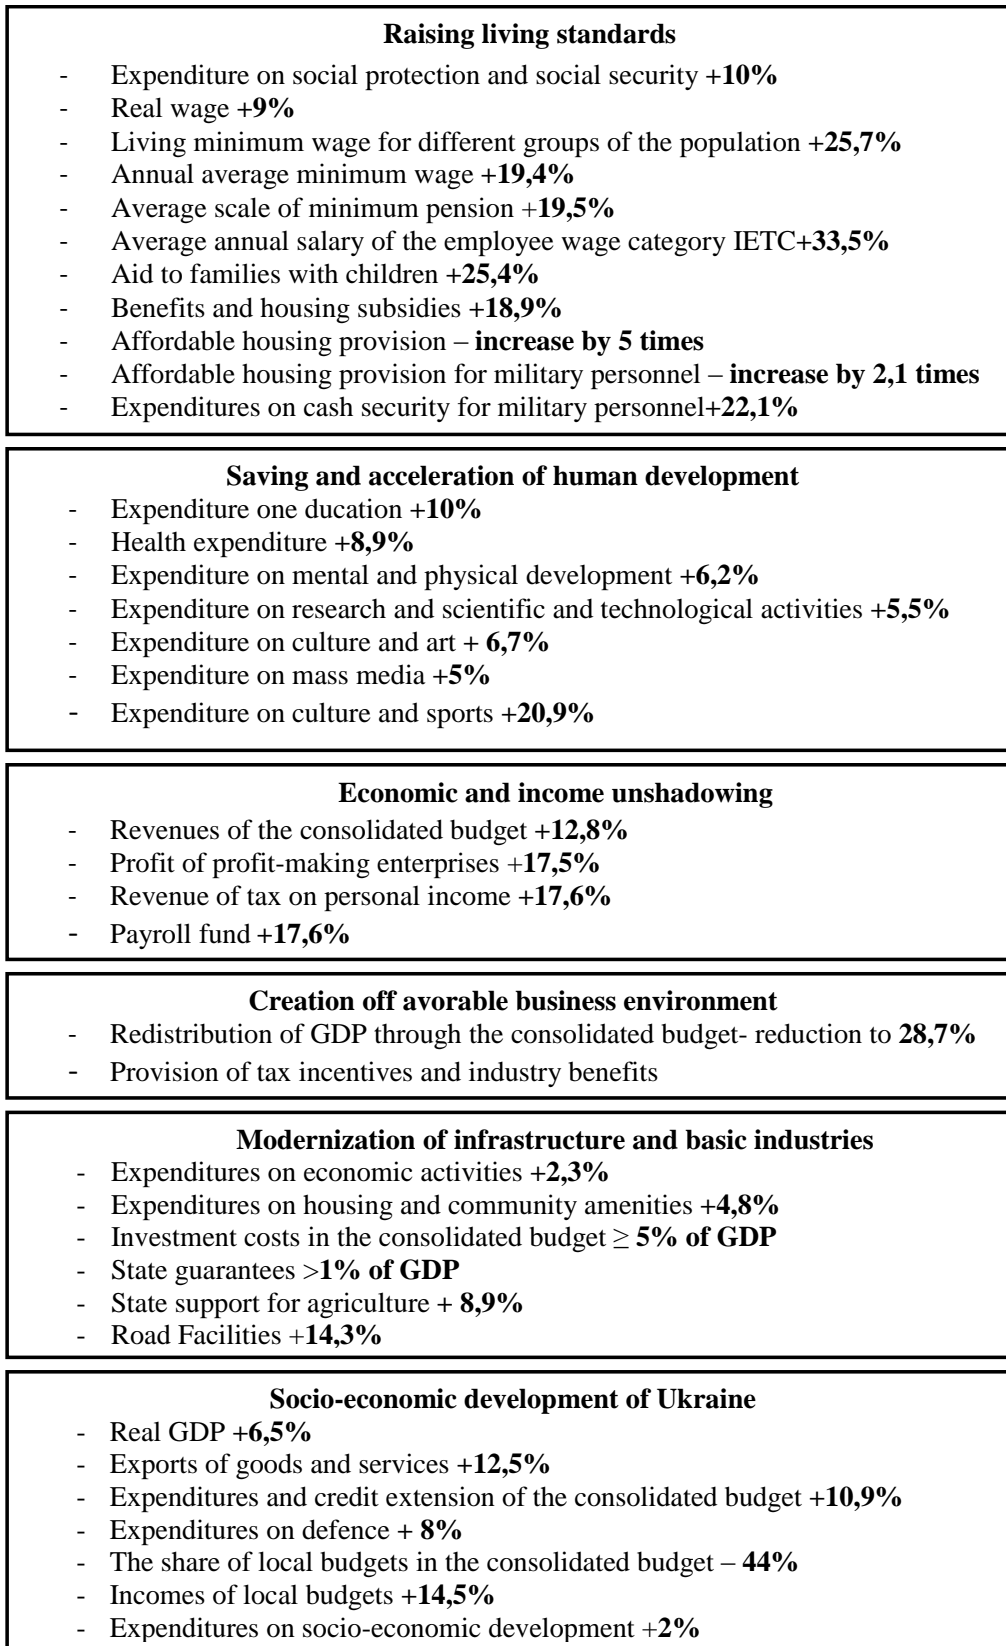 Raising living standards
- Expenditure on social protection and social security +10%
- Real wage +9%
- Living minimum wage for different groups of the population +25,7%
- Annual average minimum wage +19,4%
- Average scale of minimum pension +19,5%
- Average annual salary of the employee wage category IETC+33,5%
- Aid to families with children +25,4%
- Benefits and housing subsidies +18,9%
- Affordable housing provision – increase by 5 times
- Affordable housing provision for military personnel – increase by 2,1 times
- Expenditures on cash security for military personnel+22,1%
Saving and acceleration of human development
- Expenditure one ducation +10%
- Health expenditure +8,9%
- Expenditure on mental and physical development +6,2%
- Expenditure on research and scientific and technological activities +5,5%
- Expenditure on culture and art + 6,7%
- Expenditure on mass media +5%
- Expenditure on culture and sports +20,9%
Economic and income unshadowing
- Revenues of the consolidated budget +12,8%
- Profit of profit-making enterprises +17,5%
- Revenue of tax on personal income +17,6%
- Payroll fund +17,6%
Creation off avorable business environment
- Redistribution of GDP through the consolidated budget- reduction to 28,7%
- Provision of tax incentives and industry benefits
Modernization of infrastructure and basic industries
- Expenditures on economic activities +2,3%
- Expenditures on housing and community amenities +4,8%
- Investment costs in the consolidated budget ≥ 5% of GDP
- State guarantees >1% of GDP
- State support for agriculture + 8,9%
- Road Facilities +14,3%
Socio-economic development of Ukraine
- Real GDP +6,5%
- Exports of goods and services +12,5%
- Expenditures and credit extension of the consolidated budget +10,9%
- Expenditures on defence + 8%
- The share of local budgets in the consolidated budget – 44%
- Incomes of local budgets +14,5%
- Expenditures on socio-economic development +2%